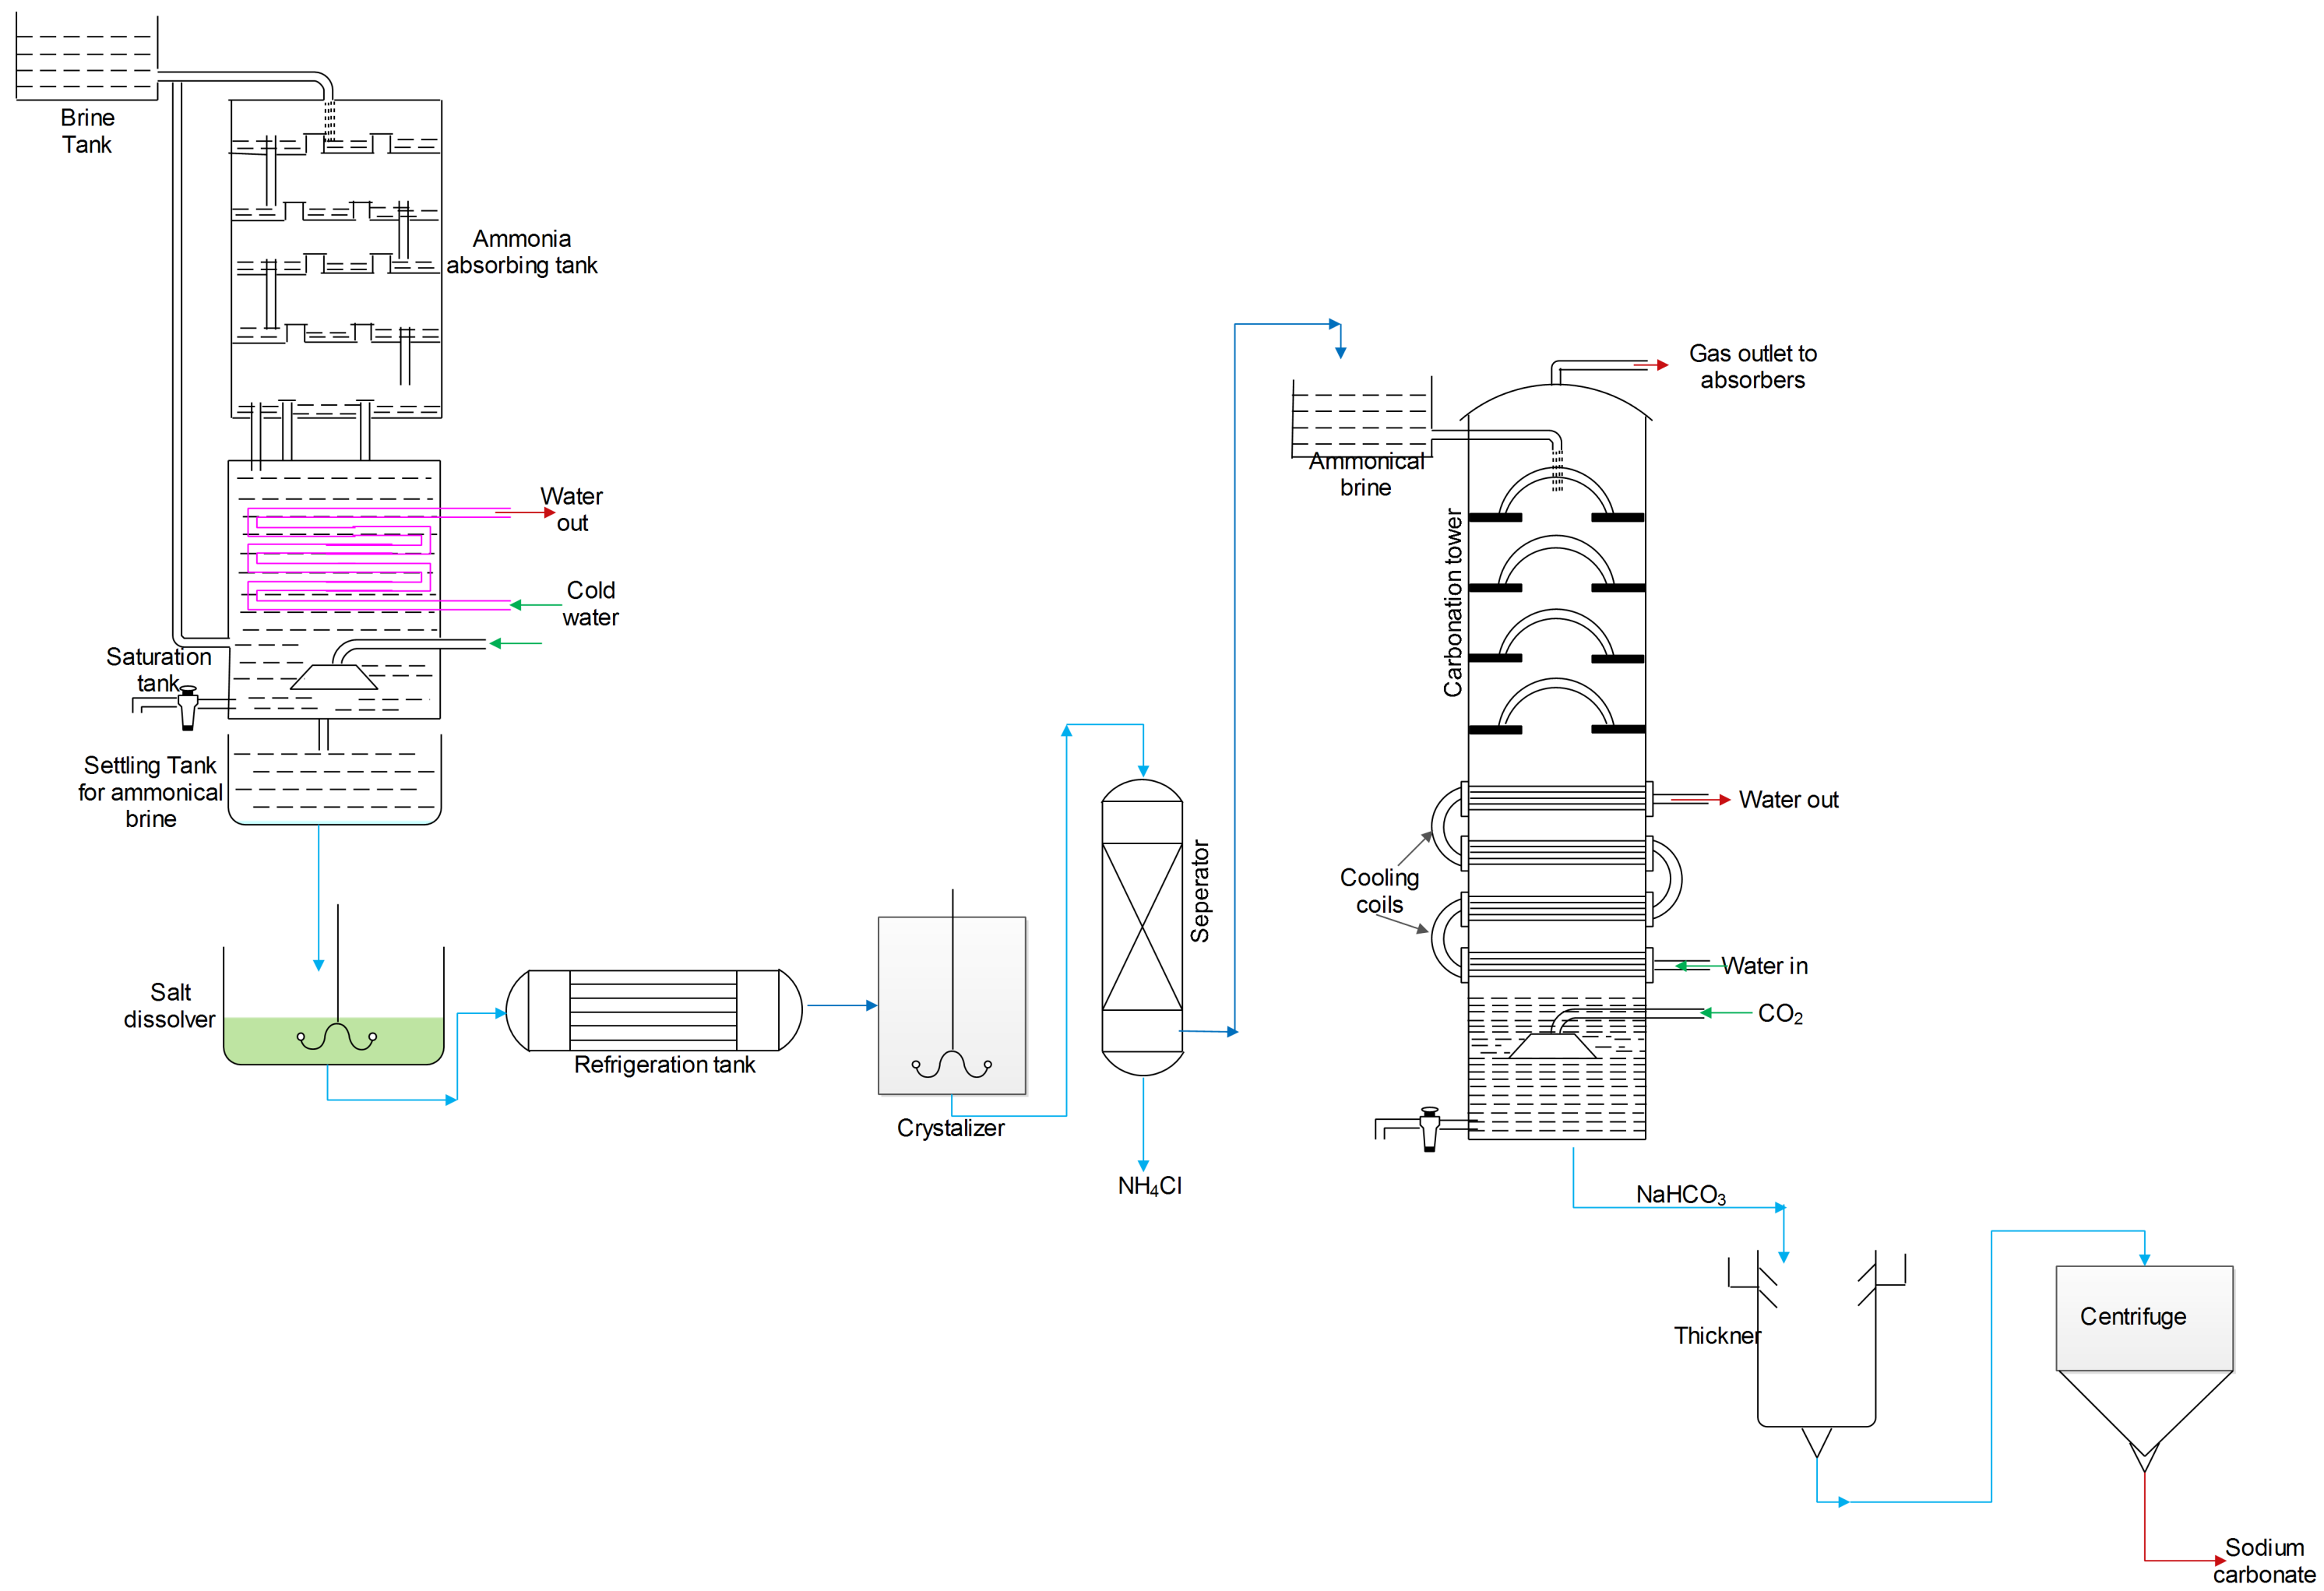 Brine
Tank
Ammonia
absorbing tank
Water
out
Cold
water
Saturation
tank
Settling Tank
for ammonical
brine
Salt
dissolver
Refrigeration tank
Crystalizer
Seperator
NH₄Cl
Ammonical
brine
Gas outlet to
absorbers
Carbonation tower
Water out
Cooling
coils
Water in
CO₂
NaHCO₃
Thickner
Centrifuge
Sodium
carbonate